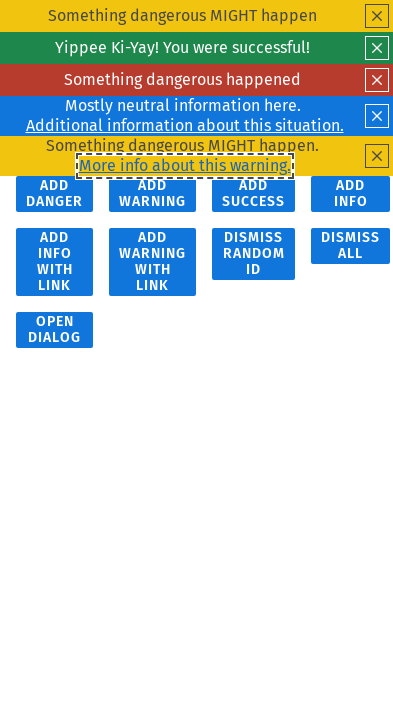 Something dangerous MIGHT happen
Yippee Ki-Yay! You were successful!
Something dangerous happened
Mostly neutral information here.
Additional information about this situation.
Something dangerous MIGHT happen.
More info about this warning.
ADD DANGER
ADD WARNING
ADD SUCCESS
ADD INFO
ADD INFO WITH LINK
ADD WARNING WITH LINK
DISMISS RANDOM ID
DISMISS ALL
OPEN DIALOG